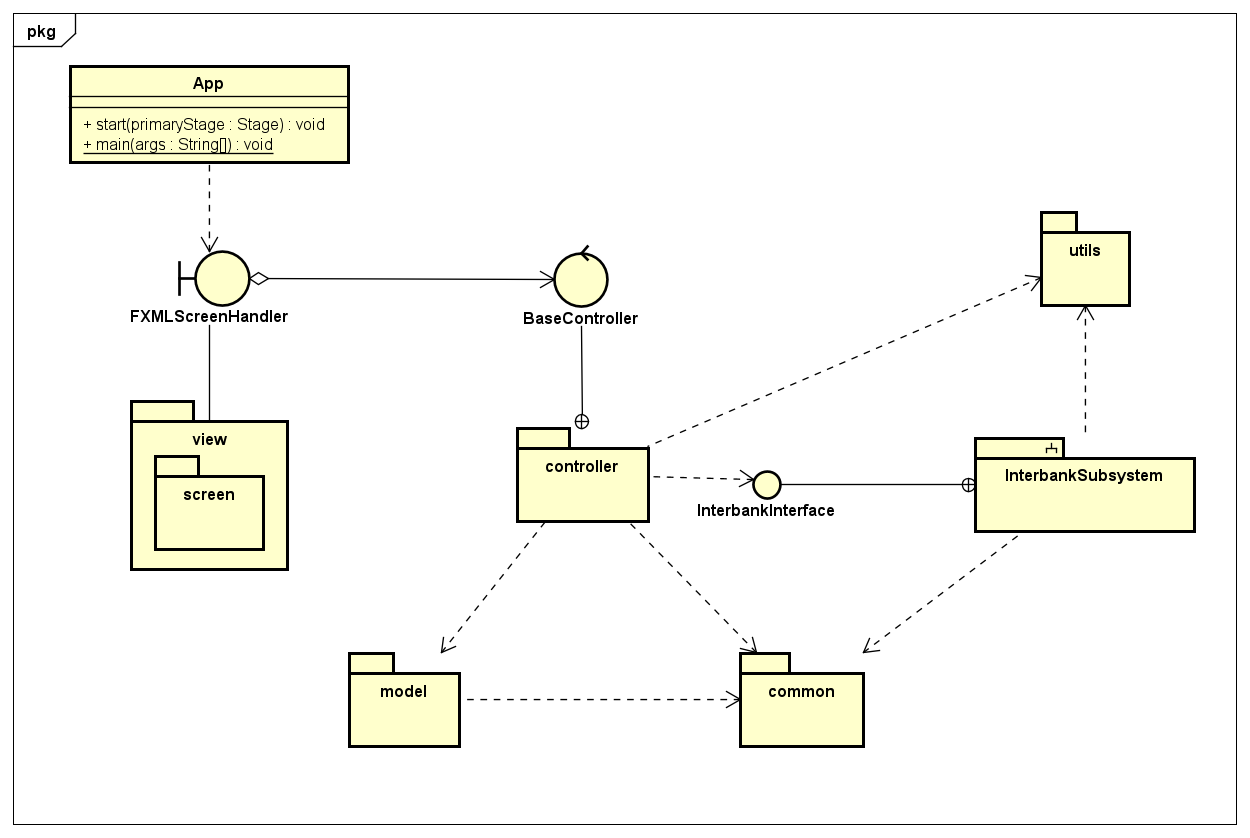 pkg
App
+ start(primaryStage : Stage) : void
+ main(args : String[]) : void
utils
FXMLScreenHandler
BaseController
view
controller
InterbankSubsystem
screen
InterbankInterface
model
common